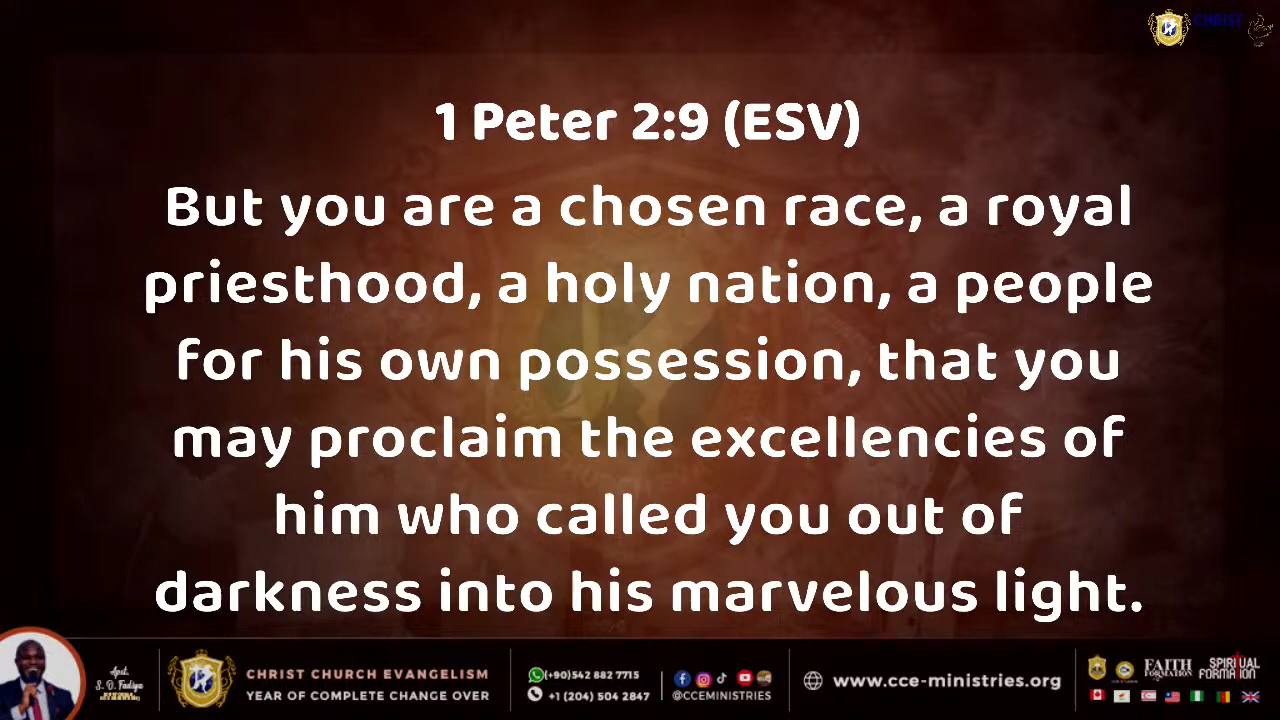 CHRIST
1 Peter 2:9 (ESV)
But you are a chosen race, a royal
priesthood, a holy nation, a people
for his own possession, that you
may proclaim the excellencies of
him who called you out of
darkness into his marvelous light.
Apst.
S. O. Fadiya
CHRIST CHURCH EVANGELISM
YEAR OF COMPLETE CHANGE OVER
(+90)542 882 7715
+1 (204) 504 2847
@CCEMINISTRIES
www.cce-ministries.org
FAITH
FORMATION
SPIRITUAL
FORMATION